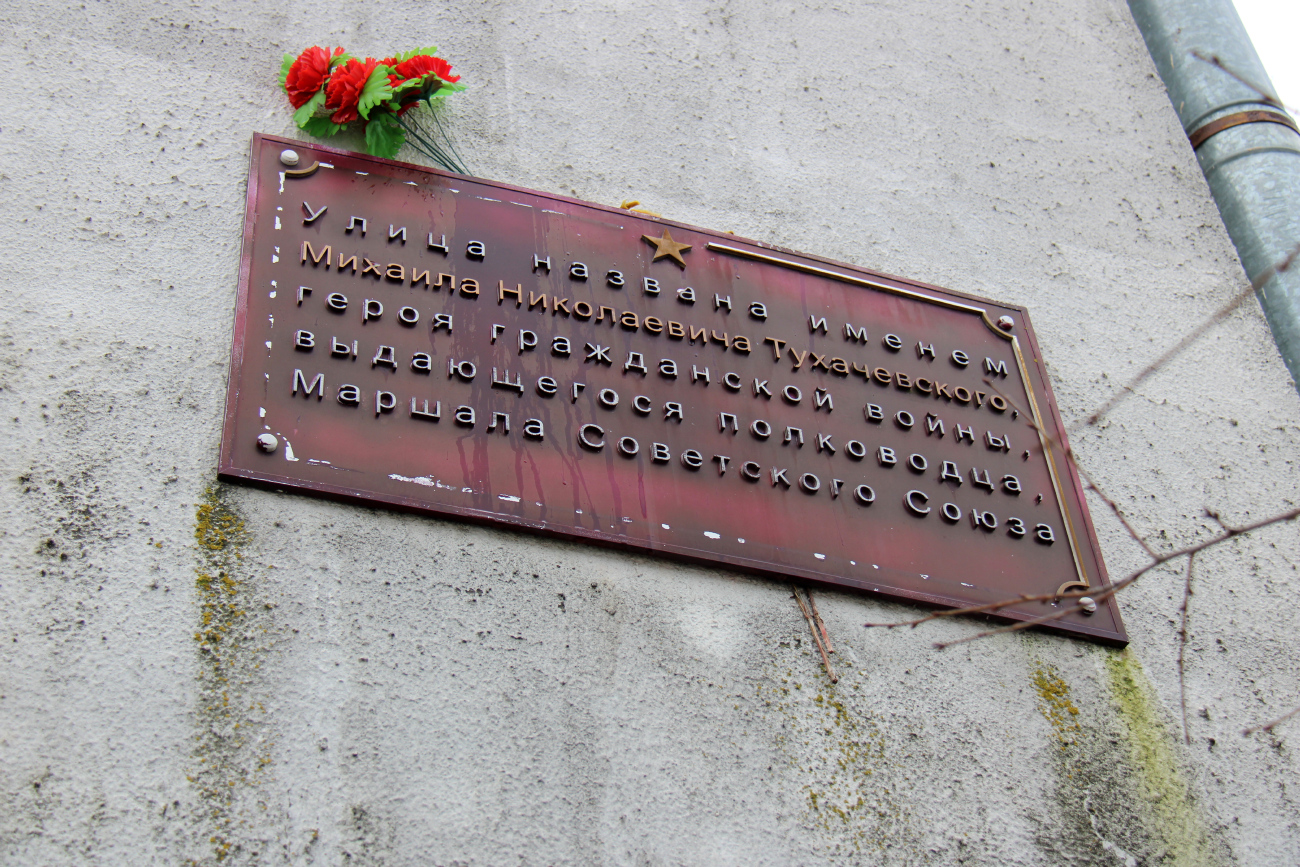 Улица названа именем
Михаила Николаевича Тухачевского,
героя гражданской войны,
выдающегося полководца,
Маршала Советского Союза